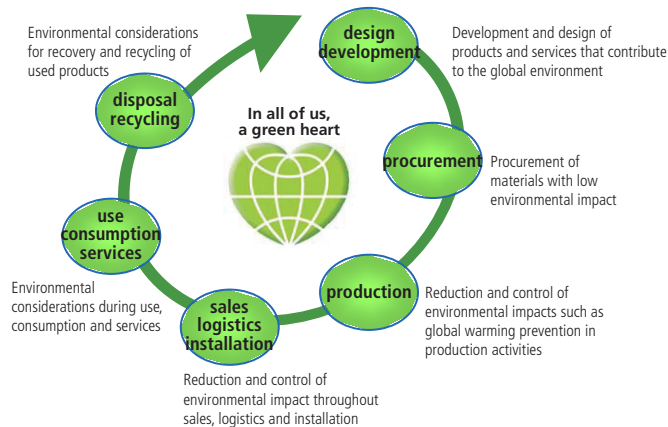 design
development
Development and design of
products and services that contribute
to the global environment
procurement
Procurement of
materials with low
environmental impact
production
Reduction and control of
environmental impacts such as
global warming prevention in
production activities
sales
logistics
installation
Reduction and control of
environmental impact throughout
sales, logistics and installation
use
consumption
services
Environmental
considerations during use,
consumption and services
disposal
recycling
Environmental considerations
for recovery and recycling of
used products
In all of us,
a green heart